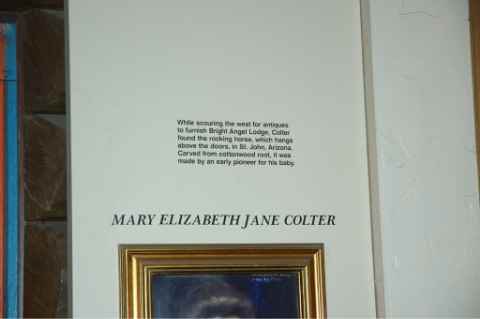 While scouring the west for antiques
to furnish Bright Angel Lodge, Colter
found the rocking horse, which hangs
above the doors, in St. John, Arizona.
Carved from cottonwood root, it was
made by an early pioneer for his baby.
MARY ELIZABETH JANE COLTER